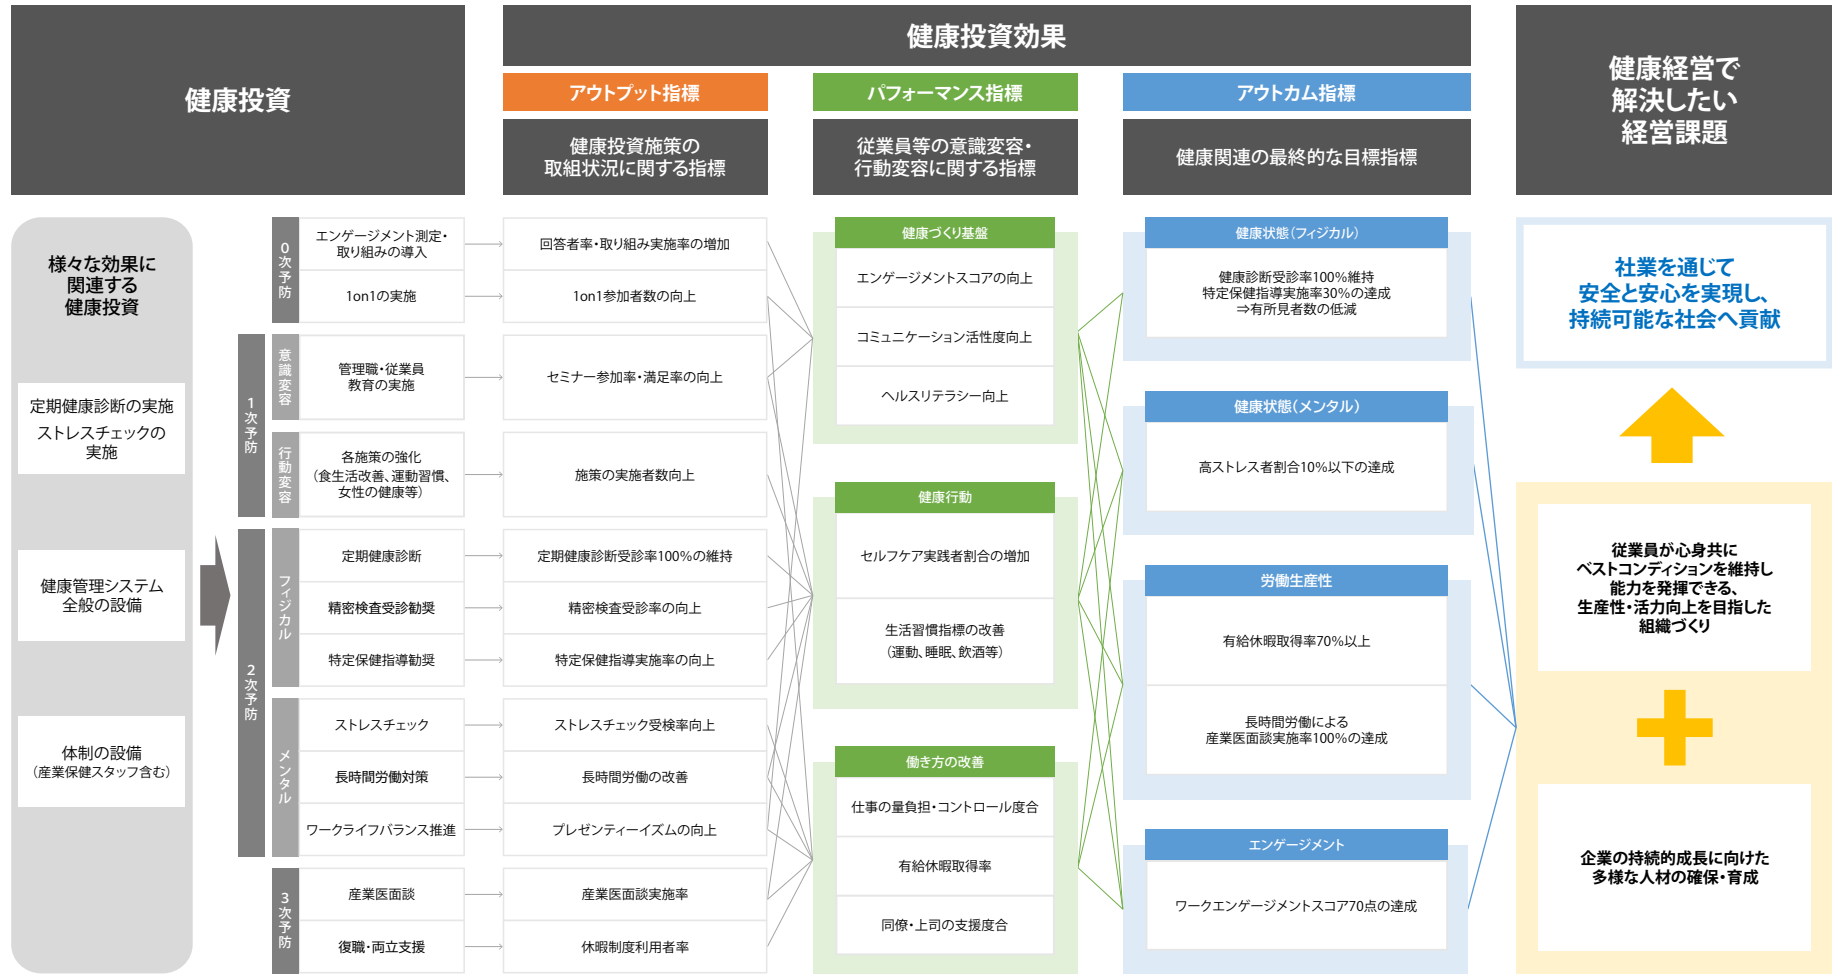 健康投資
健康投資効果
アウトプット指標
健康投資施策の
取組状況に関する指標
パフォーマンス指標
従業員等の意識変容・
行動変容に関する指標
アウトカム指標
健康関連の最終的な目標指標
健康経営で
解決したい
経営課題
様々な効果に
関連する
健康投資
定期健康診断の実施
ストレスチェックの
実施
健康管理システム
全般の設備
体制の設備
（産業保健スタッフ含む）
0次予防
エンゲージメント測定・
取り組みの導入
回答者率・取り組み実施率の増加
1on1の実施
1on1参加者数の向上
1次予防
意識変容
管理職・従業員
教育の実施
セミナー参加率・満足率の向上
行動変容
各施策の強化
（食生活改善、運動習慣、
女性の健康等）
施策の実施者数向上
2次予防
フィジカル
定期健康診断
定期健康診断受診率100%の維持
精密検査受診勧奨
精密検査受診率の向上
特定保健指導勧奨
特定保健指導実施率の向上
メンタル
ストレスチェック
ストレスチェック受検率向上
長時間労働対策
長時間労働の改善
ワークライフバランス推進
プレゼンティーイズムの向上
3次予防
産業医面談
産業医面談実施率
復職・両立支援
休暇制度利用者率
健康づくり基盤
エンゲージメントスコアの向上
コミュニケーション活性度向上
ヘルスリテラシー向上
健康行動
セルフケア実践者割合の増加
生活習慣指標の改善
（運動、睡眠、飲酒等）
働き方の改善
仕事の量負担・コントロール度合
有給休暇取得率
同僚・上司の支援度合
健康状態（フィジカル）
健康診断受診率100%維持
特定保健指導実施率30%の達成
⇒有所見者数の低減
健康状態（メンタル）
高ストレス者割合10%以下の達成
労働生産性
有給休暇取得率70%以上
長時間労働による
産業医面談実施率100%の達成
エンゲージメント
ワークエンゲージメントスコア70点の達成
社業を通じて
安全と安心を実現し、
持続可能な社会へ貢献
従業員が心身共に
ベストコンディションを維持し
能力を発揮できる、
生産性・活力向上を目指した
組織づくり
企業の持続的成長に向けた
多様な人材の確保・育成